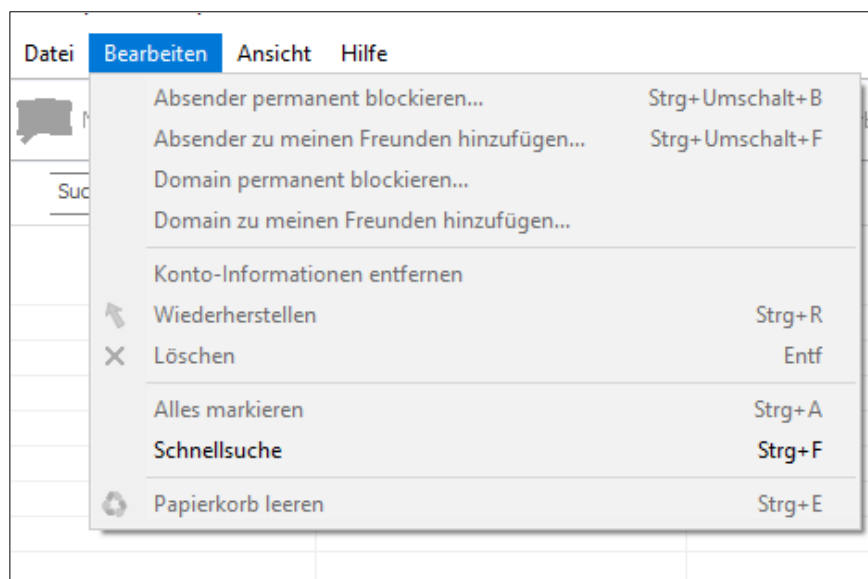 Datei Bearbeiten Ansicht Hilfe
Absender permanent blockieren... Strg+Umschalt+B
Absender zu meinen Freunden hinzufügen... Strg+Umschalt+F
Suc
Domain permanent blockieren...
Domain zu meinen Freunden hinzufügen...
Konto-Informationen entfernen
Wiederherstellen Strg+R
Löschen Entf
Alles markieren Strg+A
Schnellsuche Strg+F
Papierkorb leeren Strg+E